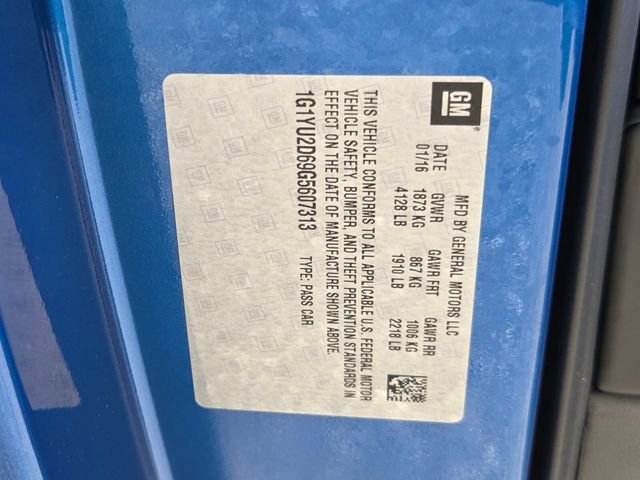 GM
MFD BY GENERAL MOTORS LLC
DATE GVWR GAWR FRT GAWR RR
01/16 1873 KG 867 KG 1006 KG
4128 LB 1910 LB 2218 LB
THIS VEHICLE CONFORMS TO ALL APPLICABLE U.S. FEDERAL MOTOR
VEHICLE SAFETY, BUMPER, AND THEFT PREVENTION STANDARDS IN
EFFECT ON THE DATE OF MANUFACTURE SHOWN ABOVE.
1G1YU2D69G5607313 TYPE: PASS CAR